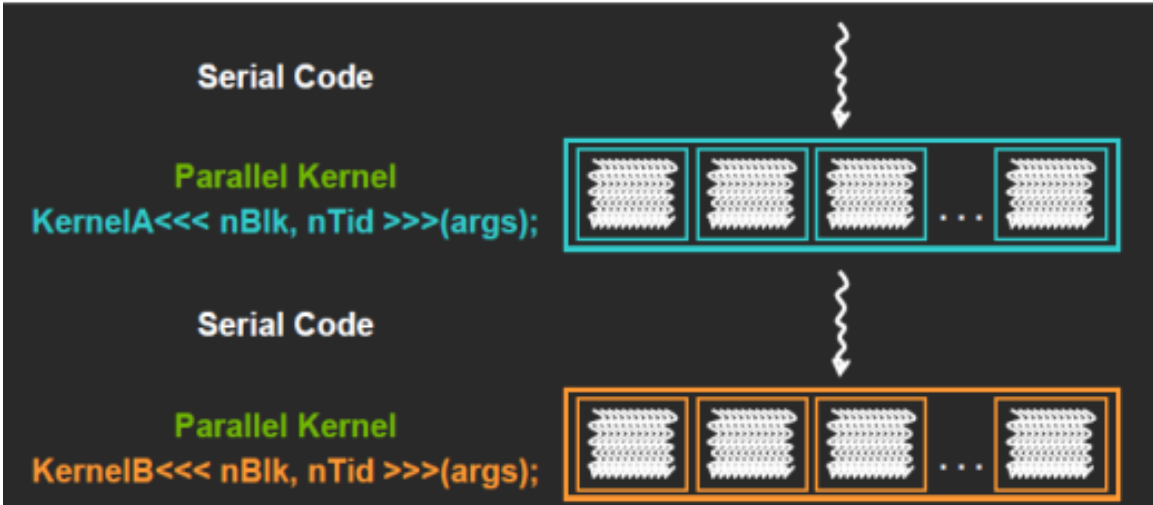 Serial Code
Parallel Kernel
KernelA<<< nBlk, nTid >>>(args);
...
Serial Code
Parallel Kernel
KernelB<<< nBlk, nTid >>>(args);
...